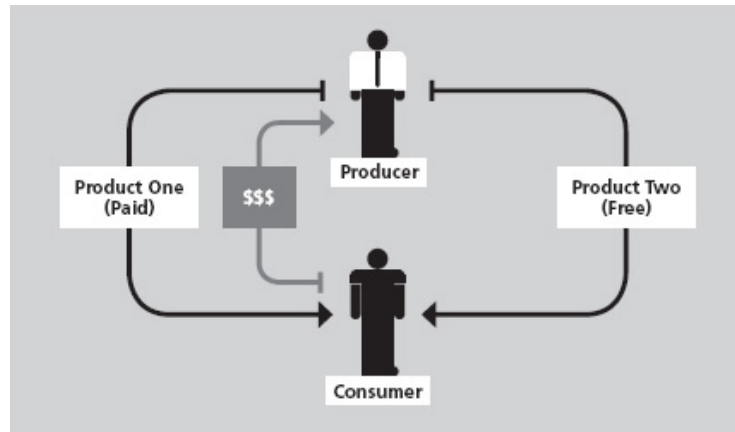 Producer
Product One
(Paid)
$$$
Product Two
(Free)
Consumer